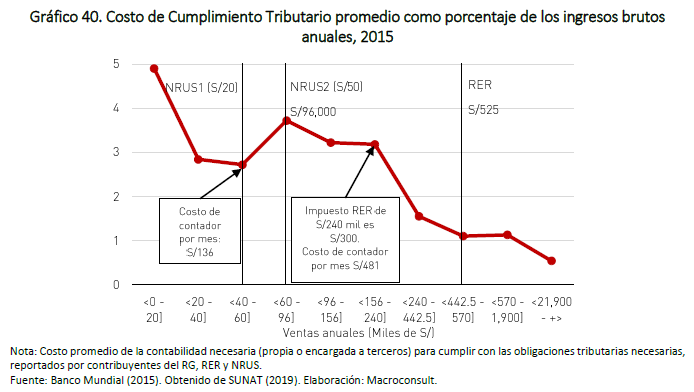 Gráfico 40. Costo de Cumplimiento Tributario promedio como porcentaje de los ingresos brutos
anuales, 2015
5
4
3
2
1
0
NRUS1 (S/20)
NRUS2 (S/50)
S/96,000
RER
S/525
Costo de
contador
por mes:
S/136
Impuesto RER de
S/240 mil es
S/300.
Costo de contador
por mes S/481
<0 - <20 - <40 - <60 - <96 - <156 - <240 - <442.5 - <570 - <21,900
20] 40] 60] 96] 156] 240] 442.5] 570] 1,900] - +>
Ventas anuales (Miles de S/)
Nota: Costo promedio de la contabilidad necesaria (propia o encargada a terceros) para cumplir con las obligaciones tributarias necesarias,
reportados por contribuyentes del RG, RER y NRUS.
Fuente: Banco Mundial (2015). Obtenido de SUNAT (2019). Elaboración: Macroconsult.